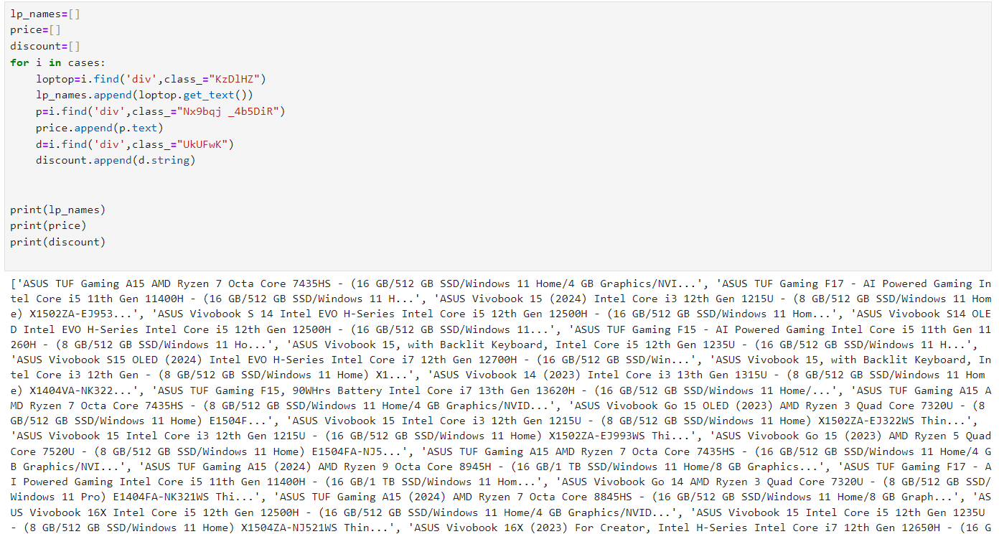 lp_names=[]
price=[]
discount=[]
for i in cases:
    loptop=i.find('div',class_="KzDlHZ")
    lp_names.append(loptop.get_text())
    p=i.find('div',class_="Nx9bqj _4b5DiR")
    price.append(p.text)
    d=i.find('div',class_="UkUFwK")
    discount.append(d.string)
print(lp_names)
print(price)
print(discount)
['ASUS TUF Gaming A15 AMD Ryzen 7 Octa Core 7435HS - (16 GB/512 GB SSD/Windows 11 Home/4 GB Graphics/NVI...', 'ASUS TUF Gaming F17 - AI Powered Gaming In
tel Core i5 11th Gen 11400H - (16 GB/512 GB SSD/Windows 11 H...', 'ASUS Vivobook 15 (2024) Intel Core i3 12th Gen 1215U - (8 GB/512 GB SSD/Windows 11 Hom
e) X1502ZA-EJ953...', 'ASUS Vivobook S 14 Intel EVO H-Series Intel Core i5 12th Gen 12500H - (16 GB/512 GB SSD/Windows 11 Hom...', 'ASUS Vivobook S14 OLE
D Intel EVO H-Series Intel Core i5 12th Gen 12500H - (16 GB/512 GB SSD/Windows 11...', 'ASUS TUF Gaming F15 - AI Powered Gaming Intel Core i5 11th Gen 11
260H - (8 GB/512 GB SSD/Windows 11 Ho...', 'ASUS Vivobook 15, with Backlit Keyboard, Intel Core i5 12th Gen 1235U - (16 GB/512 GB SSD/Windows 11 H...',
'ASUS Vivobook S15 OLED (2024) Intel EVO H-Series Intel Core i7 12th Gen 12700H - (16 GB/512 GB SSD/Win...', 'ASUS Vivobook 15, with Backlit Keyboard, In
tel Core i3 12th Gen - (8 GB/512 GB SSD/Windows 11 Home) X1...', 'ASUS Vivobook 14 (2023) Intel Core i3 13th Gen 1315U - (8 GB/512 GB SSD/Windows 11 Hom
e) X1404VA-NK322...', 'ASUS TUF Gaming F15, 90WHrs Battery Intel Core i7 13th Gen 13620H - (16 GB/512 GB SSD/Windows 11 Home/...', 'ASUS TUF Gaming A15 A
MD Ryzen 7 Octa Core 7435HS - (8 GB/512 GB SSD/Windows 11 Home/4 GB Graphics/NVID...', 'ASUS Vivobook Go 15 OLED (2023) AMD Ryzen 3 Quad Core 7320U - (8
GB/512 GB SSD/Windows 11 Home) E1504F...', 'ASUS Vivobook 15 Intel Core i3 12th Gen 1215U - (8 GB/512 GB SSD/Windows 11 Home) X1502ZA-EJ322WS Thin...',
'ASUS Vivobook 15 Intel Core i3 12th Gen 1215U - (16 GB/512 GB SSD/Windows 11 Home) X1502ZA-EJ993WS Thi...', 'ASUS Vivobook Go 15 (2023) AMD Ryzen 5 Quad
Core 7520U - (8 GB/512 GB SSD/Windows 11 Home) E1504FA-NJ5...', 'ASUS TUF Gaming A15 AMD Ryzen 7 Octa Core 7435HS - (16 GB/512 GB SSD/Windows 11 Home/4 G
B Graphics/NVI...', 'ASUS TUF Gaming A15 (2024) AMD Ryzen 9 Octa Core 8945H - (16 GB/1 TB SSD/Windows 11 Home/8 GB Graphics...', 'ASUS TUF Gaming F17 - A
I Powered Gaming Intel Core i5 11th Gen 11400H - (16 GB/1 TB SSD/Windows 11 Hom...', 'ASUS Vivobook Go 14 AMD Ryzen 3 Quad Core 7320U - (8 GB/512 GB SSD/
Windows 11 Pro) E1404FA-NK321WS Thi...', 'ASUS TUF Gaming A15 (2024) AMD Ryzen 7 Octa Core 8845HS - (16 GB/512 GB SSD/Windows 11 Home/8 GB Graph...', 'AS
US Vivobook 16X Intel Core i5 12th Gen 12500H - (16 GB/512 GB SSD/Windows 11 Home/4 GB Graphics/NVID...', 'ASUS Vivobook 15 Intel Core i5 12th Gen 1235U
- (8 GB/512 GB SSD/Windows 11 Home) X1504ZA-NJ521WS Thin...', 'ASUS Vivobook 16X (2023) For Creator, Intel H-Series Intel Core i7 12th Gen 12650H - (16 G